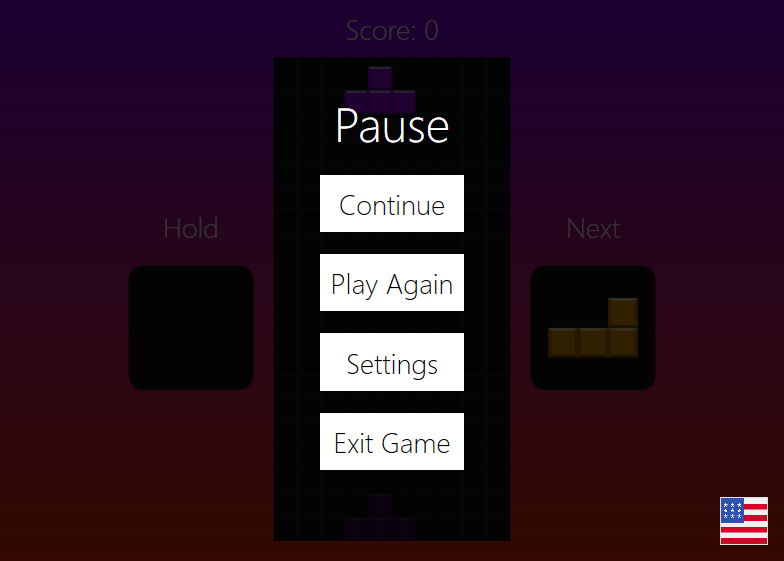 Score: 0
Pause
Continue
Hold
Next
Play Again
Settings
Exit Game